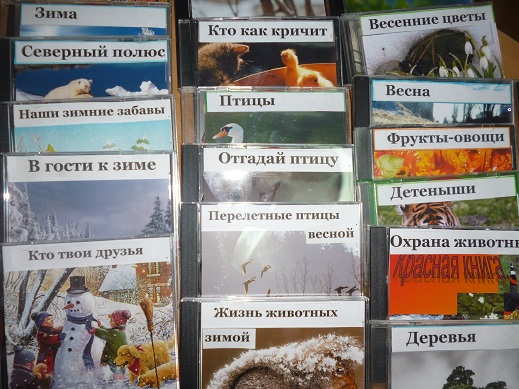 Зима
Северный полюс
Наши зимние забавы
В гости к зиме
Кто твои друзья
Кто как кричит
Птицы
Отгадай птицу
Перелетные птицы
весной
Жизнь животных
зимой
Весенние цветы
Весна
Фрукты-овощи
Детеныши
Охрана животн
Красная книга
Деревья